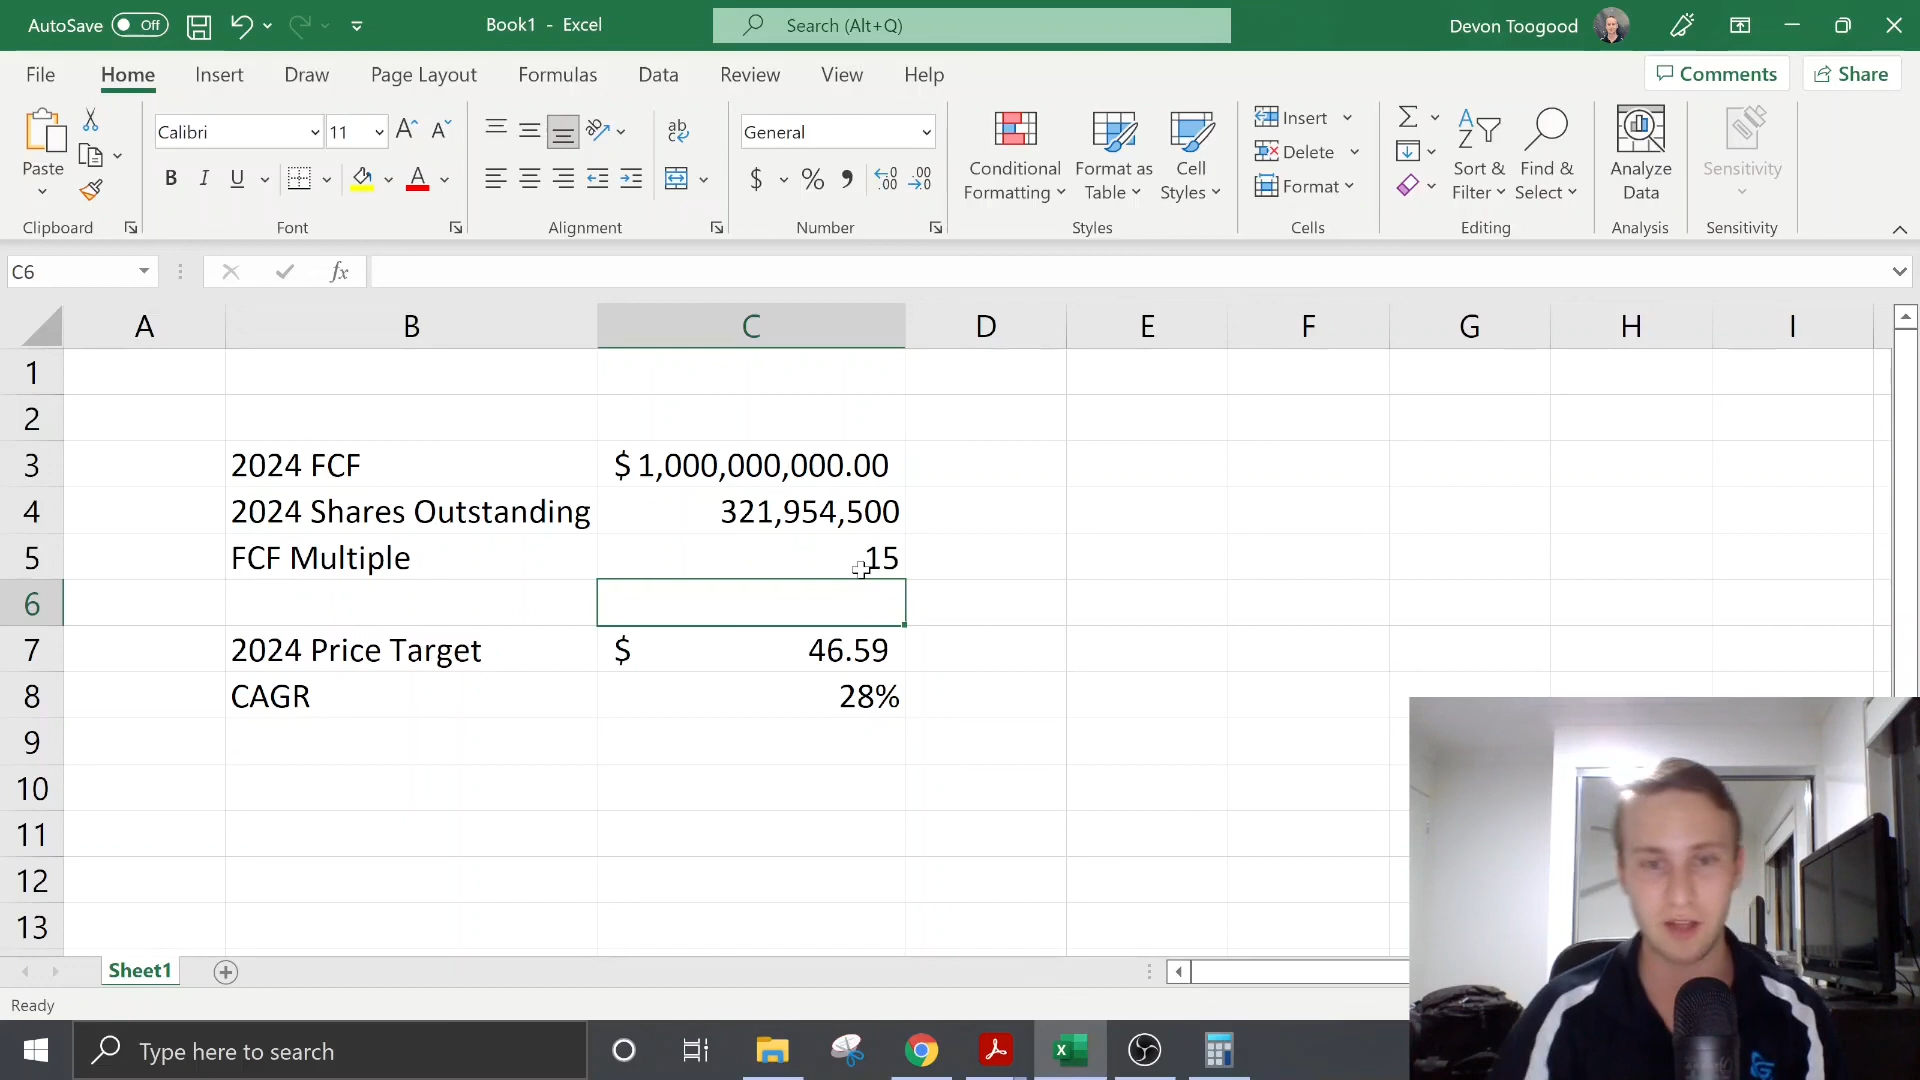 AutoSave Off Book1 - Excel Search (Alt+Q) Devon Toogood
File Home Insert Draw Page Layout Formulas Data Review View Help Comments Share
Calibri 11 General
Paste
Conditional Formatting
Format as Table
Cell Styles
Insert
Delete
Format
Sort & Filter
Find & Select
Analyze Data
Sensitivity
Clipboard Font Alignment Number Styles Cells Editing Analysis Sensitivity
C6 fx
A B C D E F G H I
1
2
3 2024 FCF $ 1,000,000,000.00
4 2024 Shares Outstanding 321,954,500
5 FCF Multiple 15
6
7 2024 Price Target $ 46.59
8 CAGR 28%
9
10
11
12
13
Sheet1
Ready
Type here to search